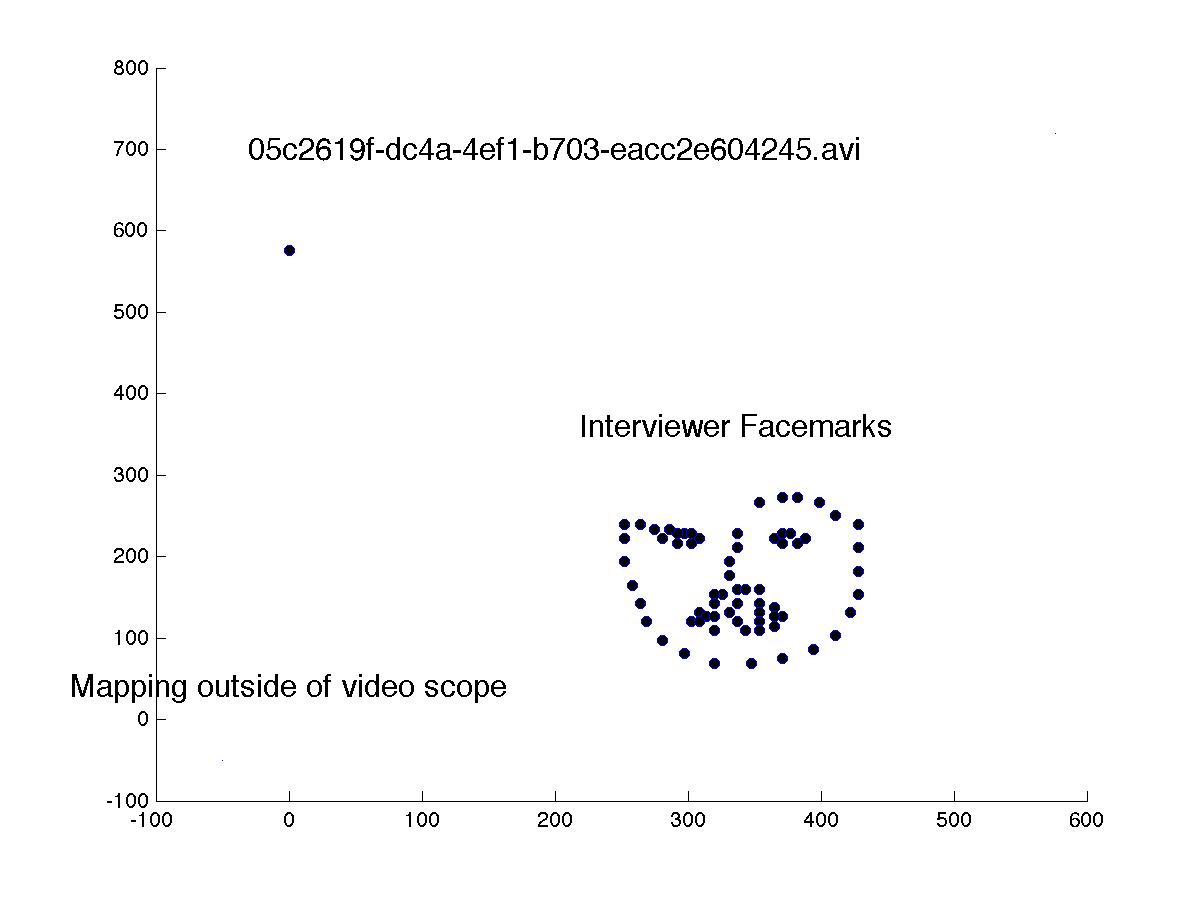 800
700
05c2619f-dc4a-4ef1-b703-eacc2e604245.avi
600
500
400
Interviewer Facemarks
300
200
100
Mapping outside of video scope
0
-100
-100 0 100 200 300 400 500 600